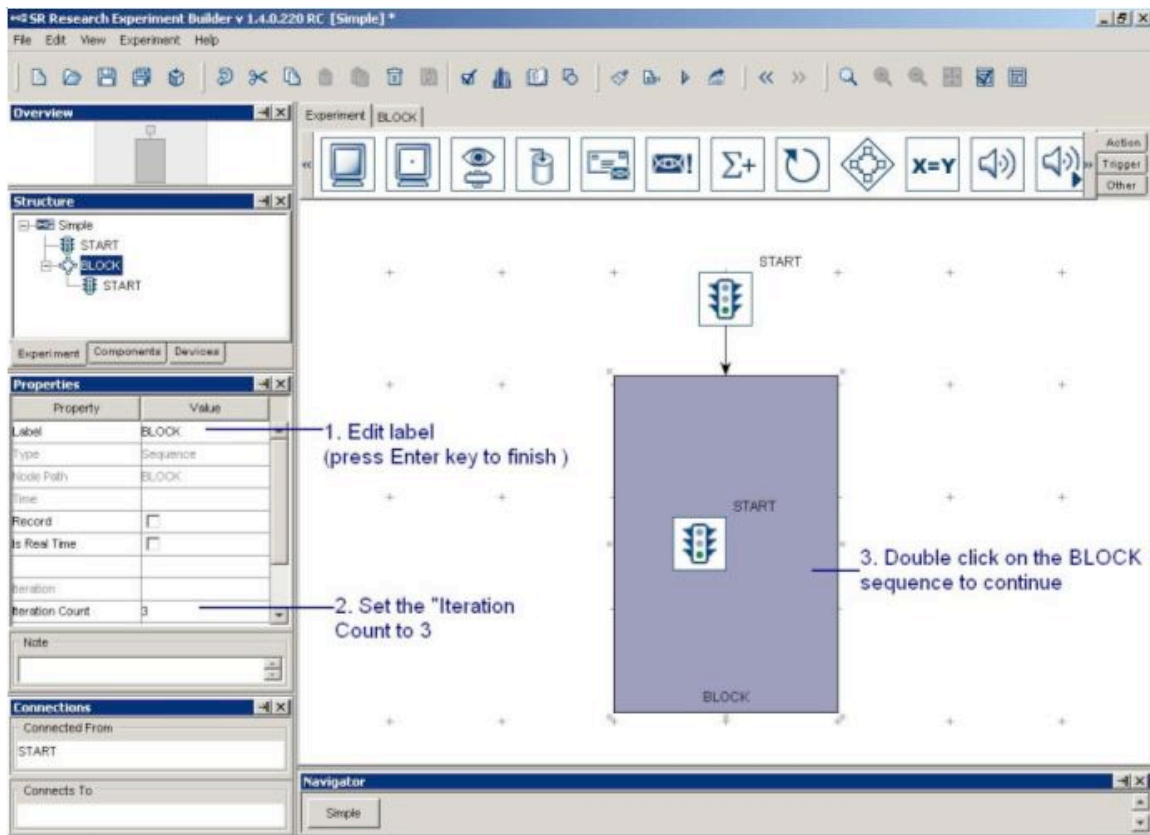 SR Research Experiment Builder v 1.4.0.220 RC [Simple] *
File Edit View Experiment Help
Overview
Experiment BLOCK
X=Y
Σ+
Action
Trigger
Other
Structure
Simple
START
BLOCK
START
Experiment Components Devices
Properties
Property Value
Label BLOCK
Type Sequence
Node Path BLOCK
Time
Record
Is Real Time
Iteration
Iteration Count 3
Note
Connections
Connected From
START
Connects To
START
START
BLOCK
1. Edit label
(press Enter key to finish )
2. Set the "Iteration
Count to 3
3. Double click on the BLOCK
sequence to continue
Navigator
Simple